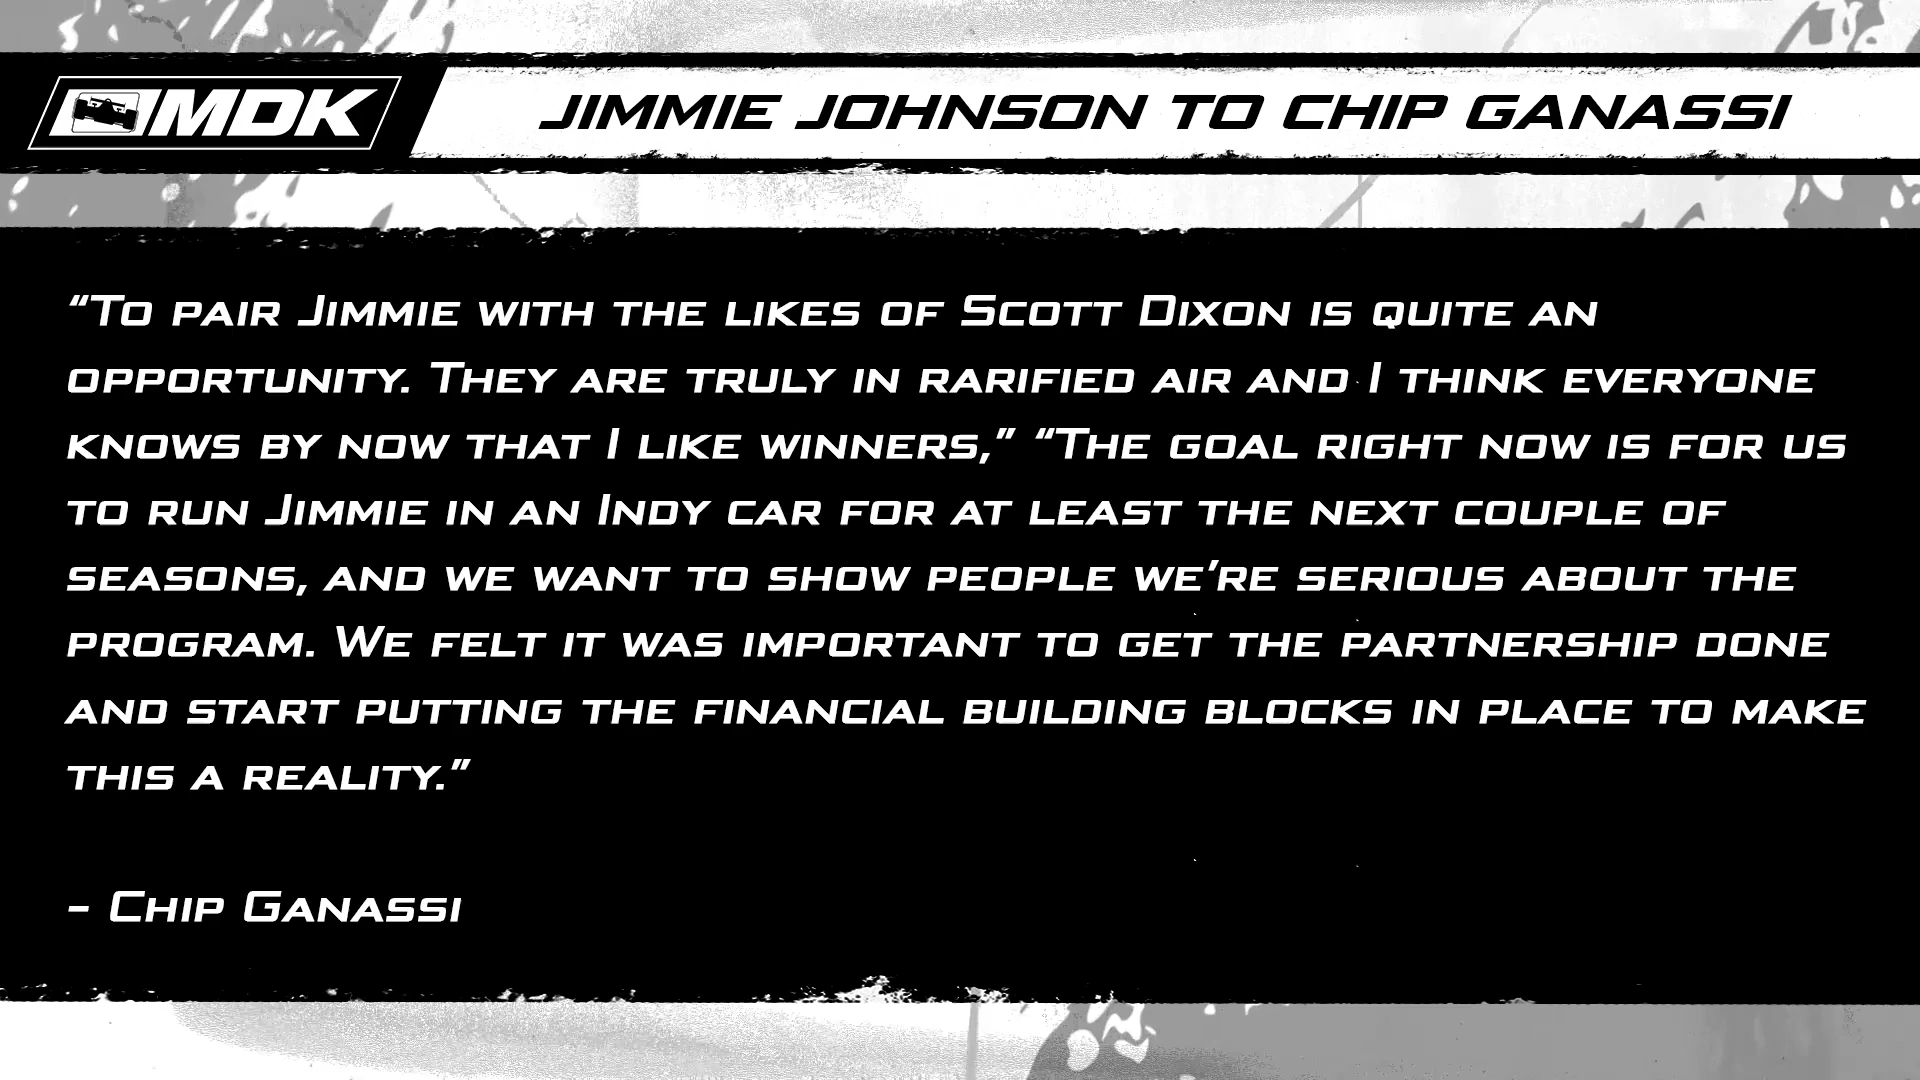 MDK
JIMMIE JOHNSON TO CHIP GANASSI
“To pair Jimmie with the likes of Scott Dixon is quite an
opportunity. They are truly in rarified air and I think everyone
knows by now that I like winners,” “The goal right now is for us
to run Jimmie in an Indy car for at least the next couple of
seasons, and we want to show people we’re serious about the
program. We felt it was important to get the partnership done
and start putting the financial building blocks in place to make
this a reality.”
- Chip Ganassi